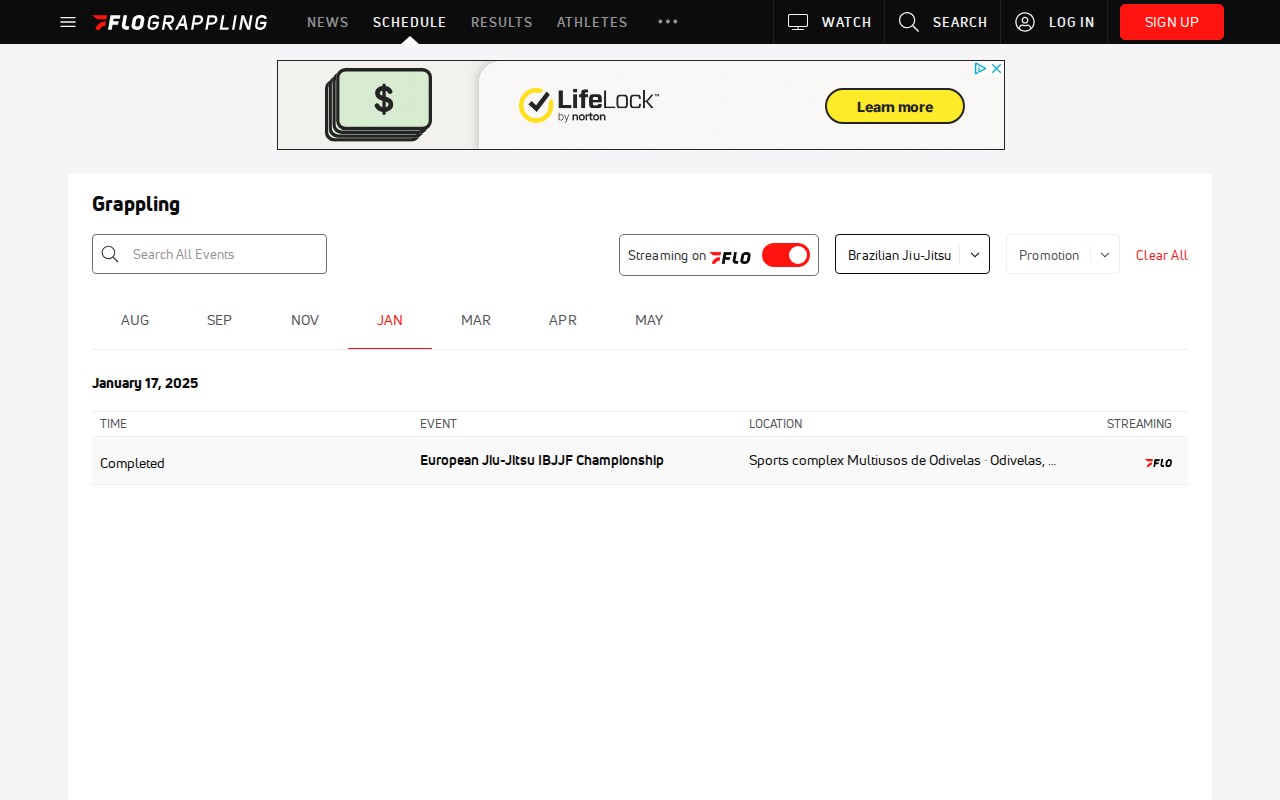 FLOGRAPPLING NEWS SCHEDULE RESULTS ATHLETES ••• WATCH SEARCH LOG IN SIGN UP
$ LifeLock™ by norton Learn more
Grappling
Search All Events Streaming on FLO Brazilian Jiu-Jitsu Promotion Clear All
AUG SEP NOV JAN MAR APR MAY
January 17, 2025
TIME EVENT LOCATION STREAMING
Completed European Jiu-Jitsu IBJJF Championship Sports complex Multiusos de Odivelas · Odivelas, ... FLO